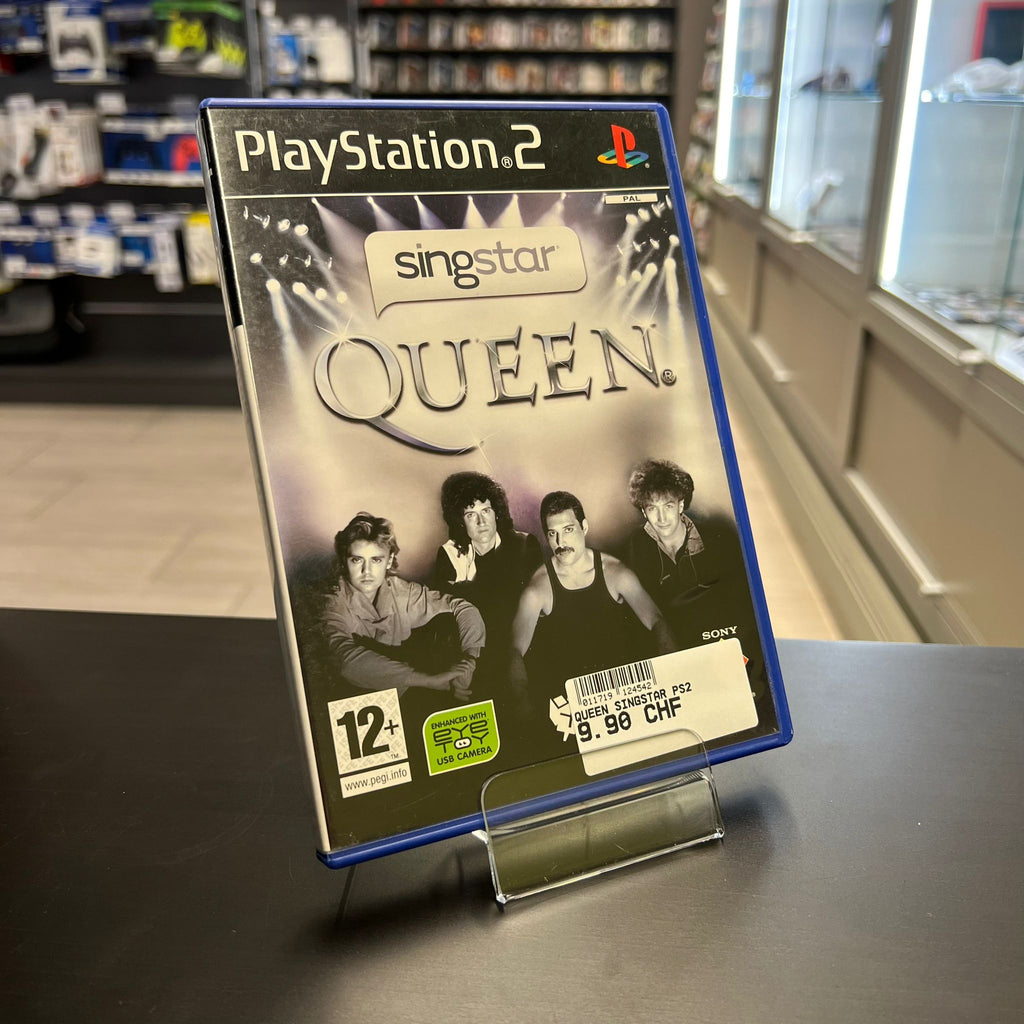 PlayStation®2
PAL
singstar
QUEEN®
SONY
12+
TM
www.pegi.info
ENHANCED WITH
EYE
TOY
USB CAMERA
011719 124542
QUEEN SINGSTAR PS2
9.90 CHF